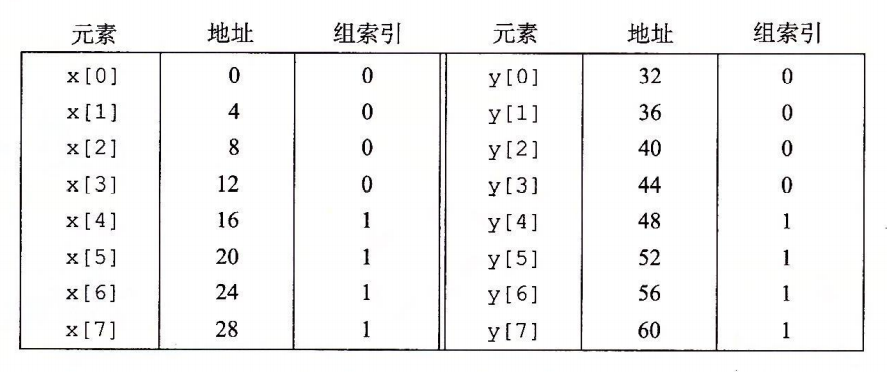 元素 地址 组索引 元素 地址 组索引
x[0] 0 0 y[0] 32 0
x[1] 4 0 y[1] 36 0
x[2] 8 0 y[2] 40 0
x[3] 12 0 y[3] 44 0
x[4] 16 1 y[4] 48 1
x[5] 20 1 y[5] 52 1
x[6] 24 1 y[6] 56 1
x[7] 28 1 y[7] 60 1